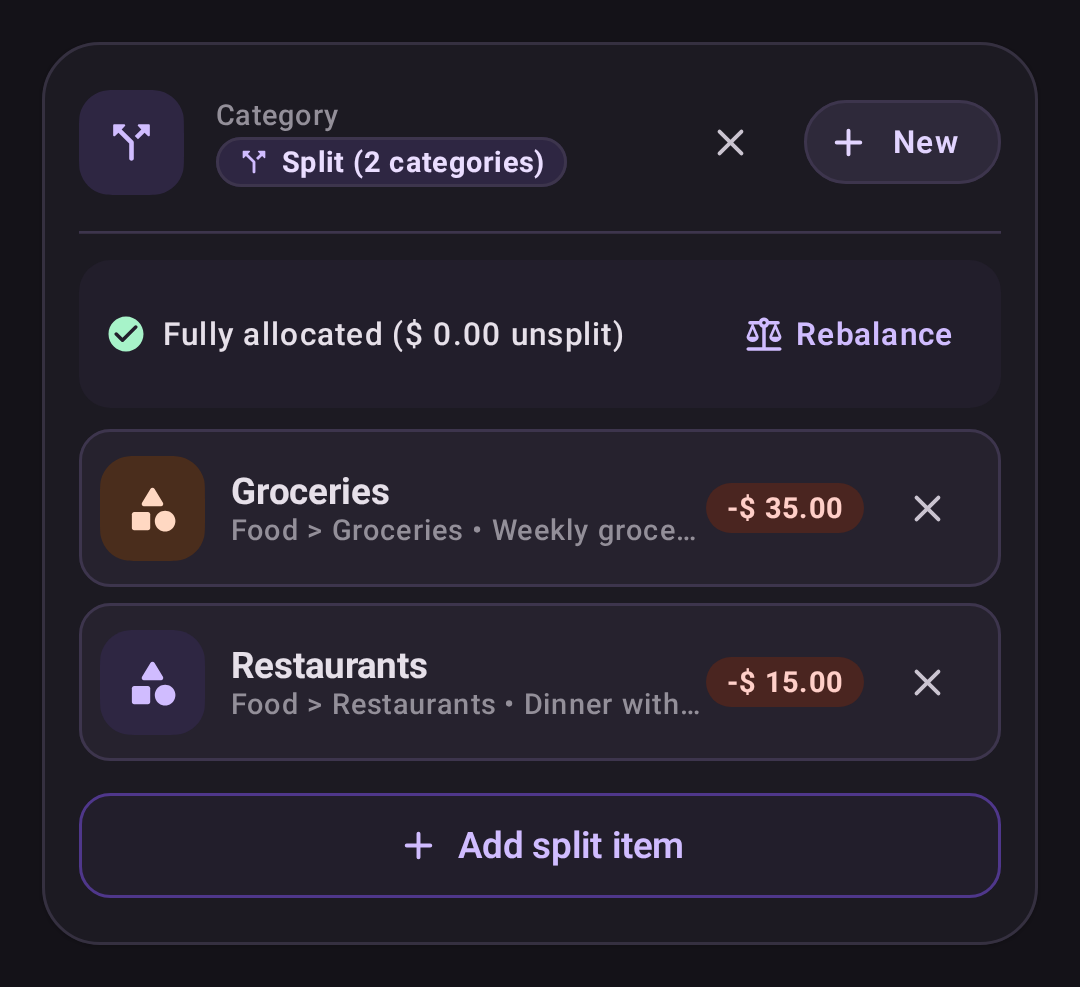 Category
Split (2 categories)
New
Fully allocated ($ 0.00 unsplit)
Rebalance
Groceries
Food > Groceries • Weekly groce…
-$ 35.00
Restaurants
Food > Restaurants • Dinner with…
-$ 15.00
Add split item